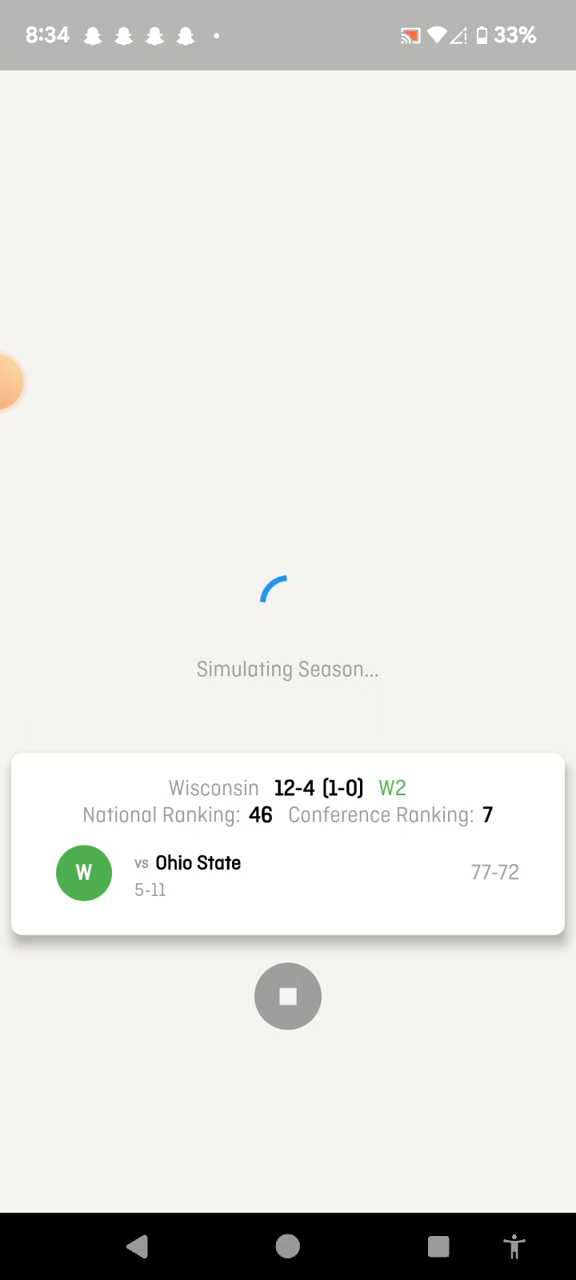 8:34 33%
Simulating Season...
Wisconsin 12-4 (1-0) W2
National Ranking: 46 Conference Ranking: 7
W vs Ohio State 77-72
5-11